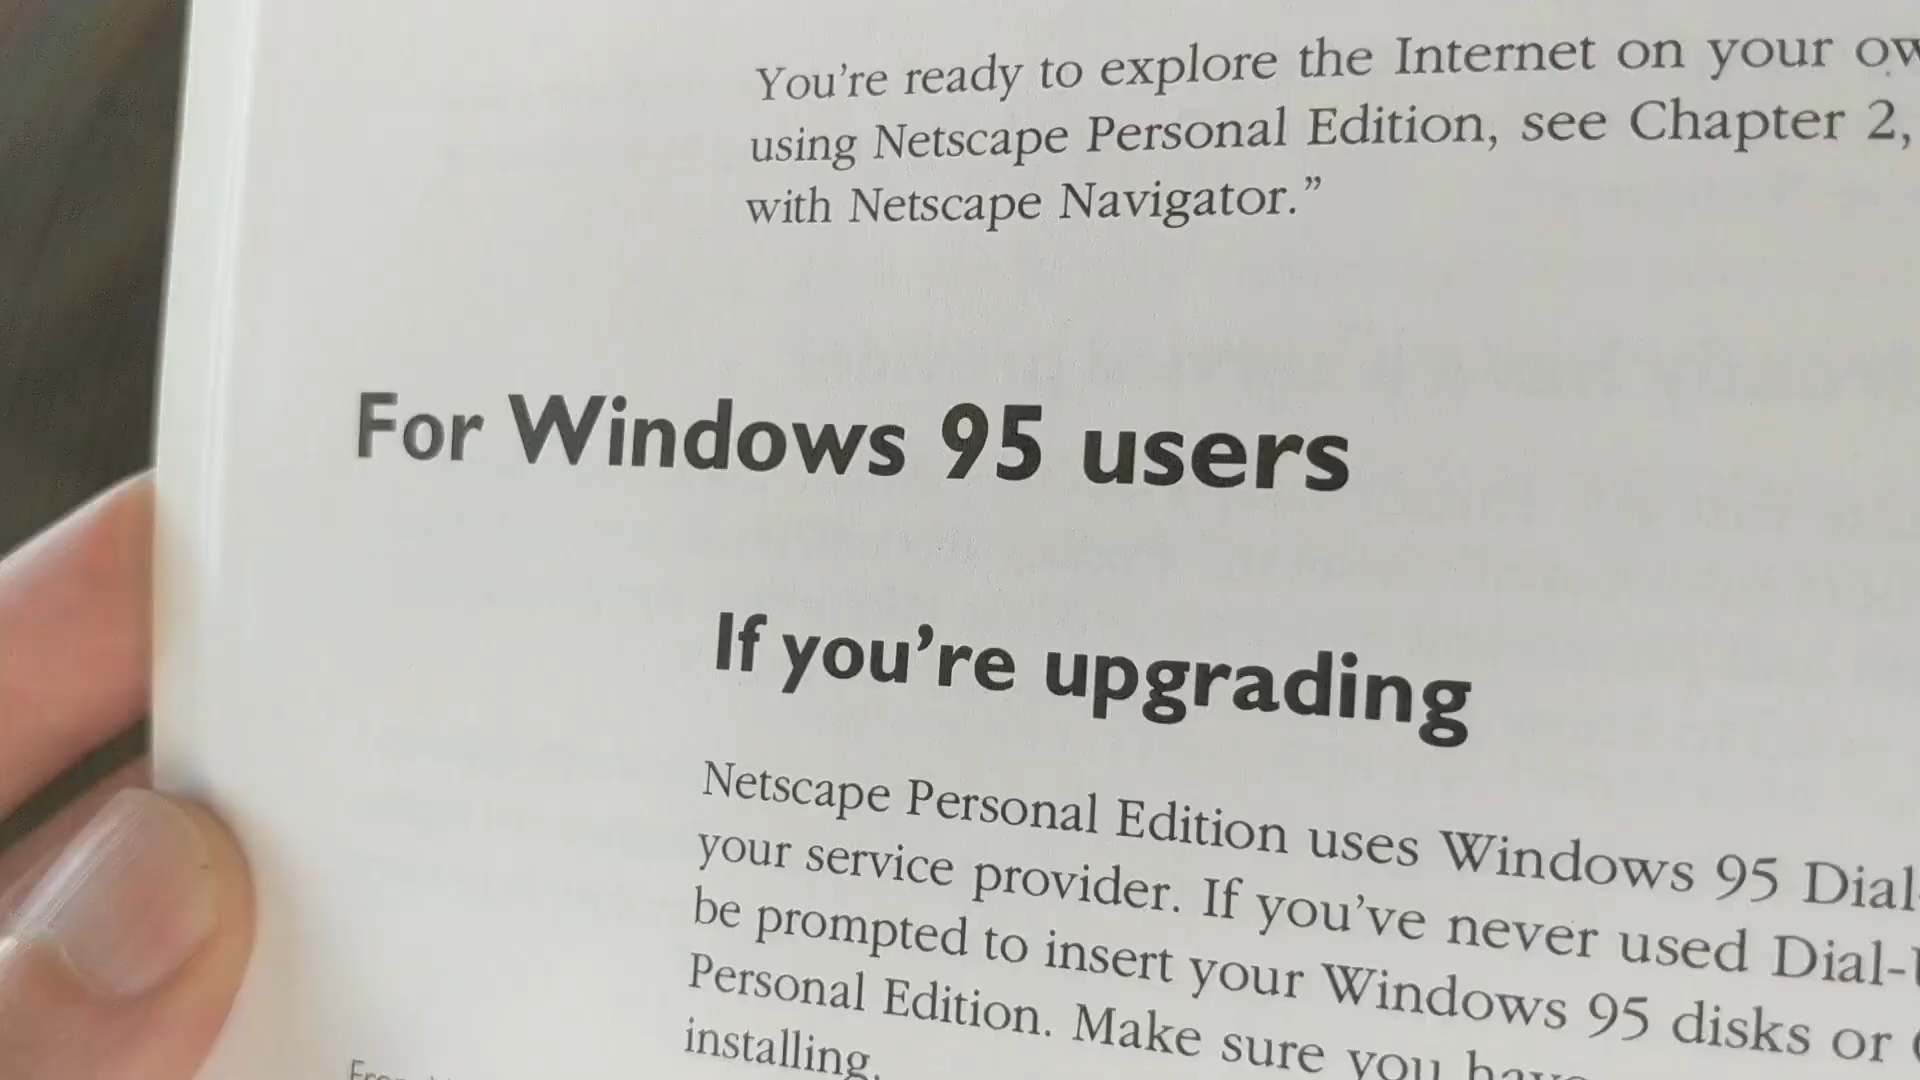 You're ready to explore the Internet on your
using Netscape Personal Edition, see Chapter 2,
with Netscape Navigator.”
For Windows 95 users
If you're upgrading
Netscape Personal Edition uses Windows 95 Dial-
your service provider. If you've never used Dial-
be prompted to insert your Windows 95 disks or
Personal Edition. Make sure you
installing.